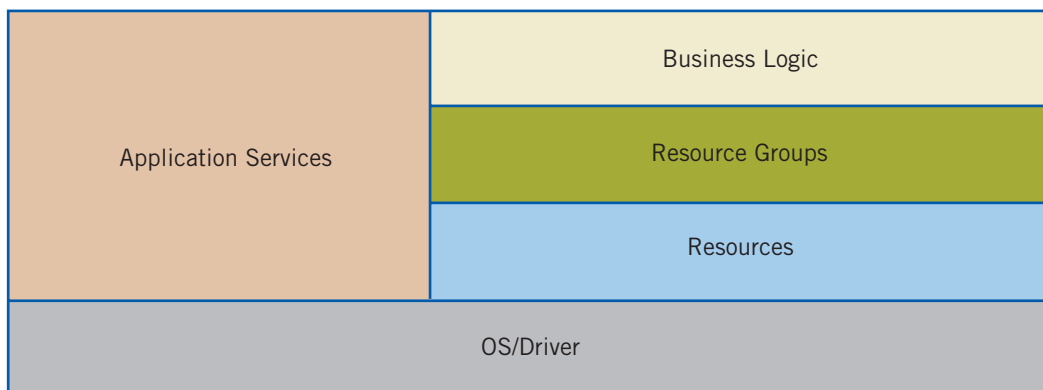 Business Logic
Application Services
Resource Groups
Resources
OS/Driver